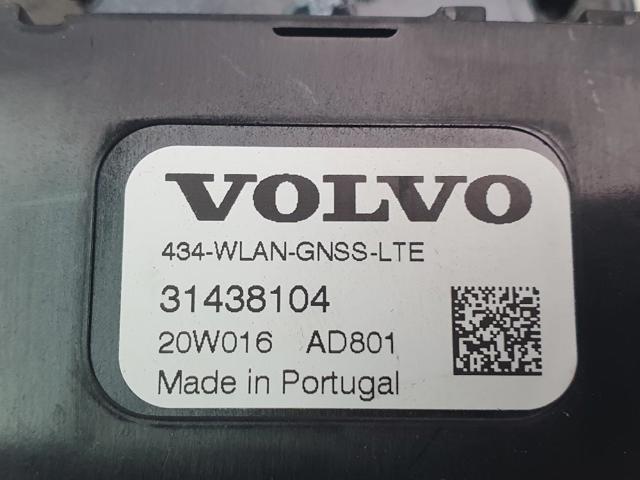 VOLVO
434-WLAN-GNSS-LTE
31438104
20W016 AD801
Made in Portugal